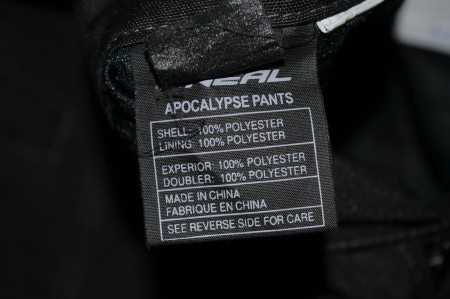 NEAL
APOCALYPSE PANTS
SHELL: 100% POLYESTER
LINING: 100% POLYESTER
EXPERIOR: 100% POLYESTER
DOUBLER: 100% POLYESTER
MADE IN CHINA
FABRIQUE EN CHINA
SEE REVERSE SIDE FOR CARE